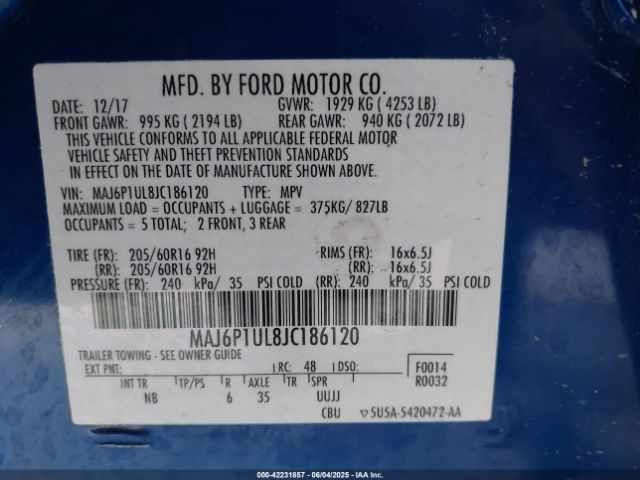 MFD. BY FORD MOTOR CO.
DATE: 12/17 GVWR: 1929 KG ( 4253 LB)
FRONT GAWR: 995 KG ( 2194 LB) REAR GAWR: 940 KG ( 2072 LB)
THIS VEHICLE CONFORMS TO ALL APPLICABLE FEDERAL MOTOR
VEHICLE SAFETY AND THEFT PREVENTION STANDARDS
IN EFFECT ON THE DATE OF MANUFACTURE SHOWN ABOVE.
VIN: MAJ6P1UL8JC186120 TYPE: MPV
MAXIMUM LOAD = OCCUPANTS + LUGGAGE = 375KG/ 827LB
OCCUPANTS = 5 TOTAL; 2 FRONT, 3 REAR
TIRE (FR): 205/60R16 92H RIMS (FR): 16x6.5J
(RR): 205/60R16 92H (RR): 16x6.5J
PRESSURE (FR): 240 kPa/ 35 PSI COLD (RR): 240 kPa/ 35 PSI COLD
MAJ6P1UL8JC186120
TRAILER TOWING - SEE OWNER GUIDE
EXT PNT: RC: 48 DSO: F0014
R0032
INT TR TP/PS R AXLE TR SPR
NB 6 35 UUJJ
CBU 5U5A-5420472-AA
000-42231857 | 06/04/2025 | IAAI.com